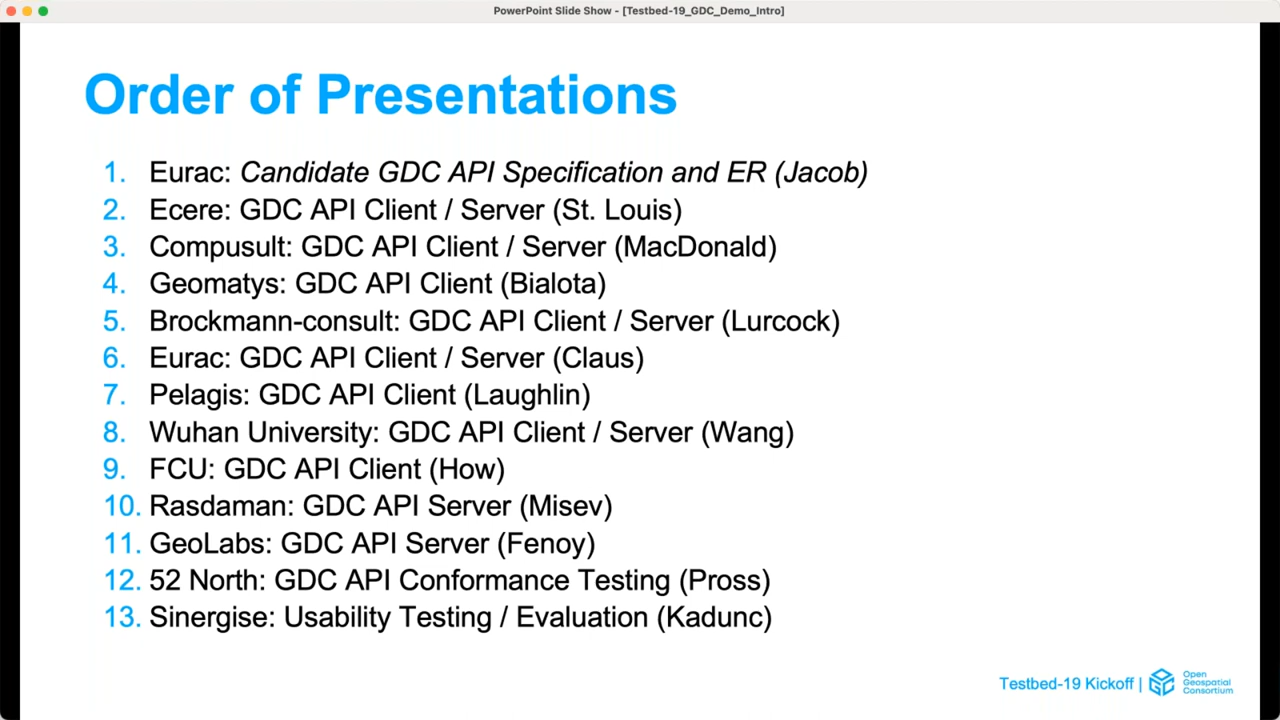 PowerPoint Slide Show - [Testbed-19_GDC_Demo_Intro]
Order of Presentations
1. Eurac: Candidate GDC API Specification and ER (Jacob)
2. Ecere: GDC API Client / Server (St. Louis)
3. Compusult: GDC API Client / Server (MacDonald)
4. Geomatys: GDC API Client (Bialota)
5. Brockmann-consult: GDC API Client / Server (Lurcock)
6. Eurac: GDC API Client / Server (Claus)
7. Pelagis: GDC API Client (Laughlin)
8. Wuhan University: GDC API Client / Server (Wang)
9. FCU: GDC API Client (How)
10. Rasdaman: GDC API Server (Misev)
11. GeoLabs: GDC API Server (Fenoy)
12. 52 North: GDC API Conformance Testing (Pross)
13. Sinergise: Usability Testing / Evaluation (Kadunc)
Testbed-19 Kickoff |
Open
Geospatial
Consortium